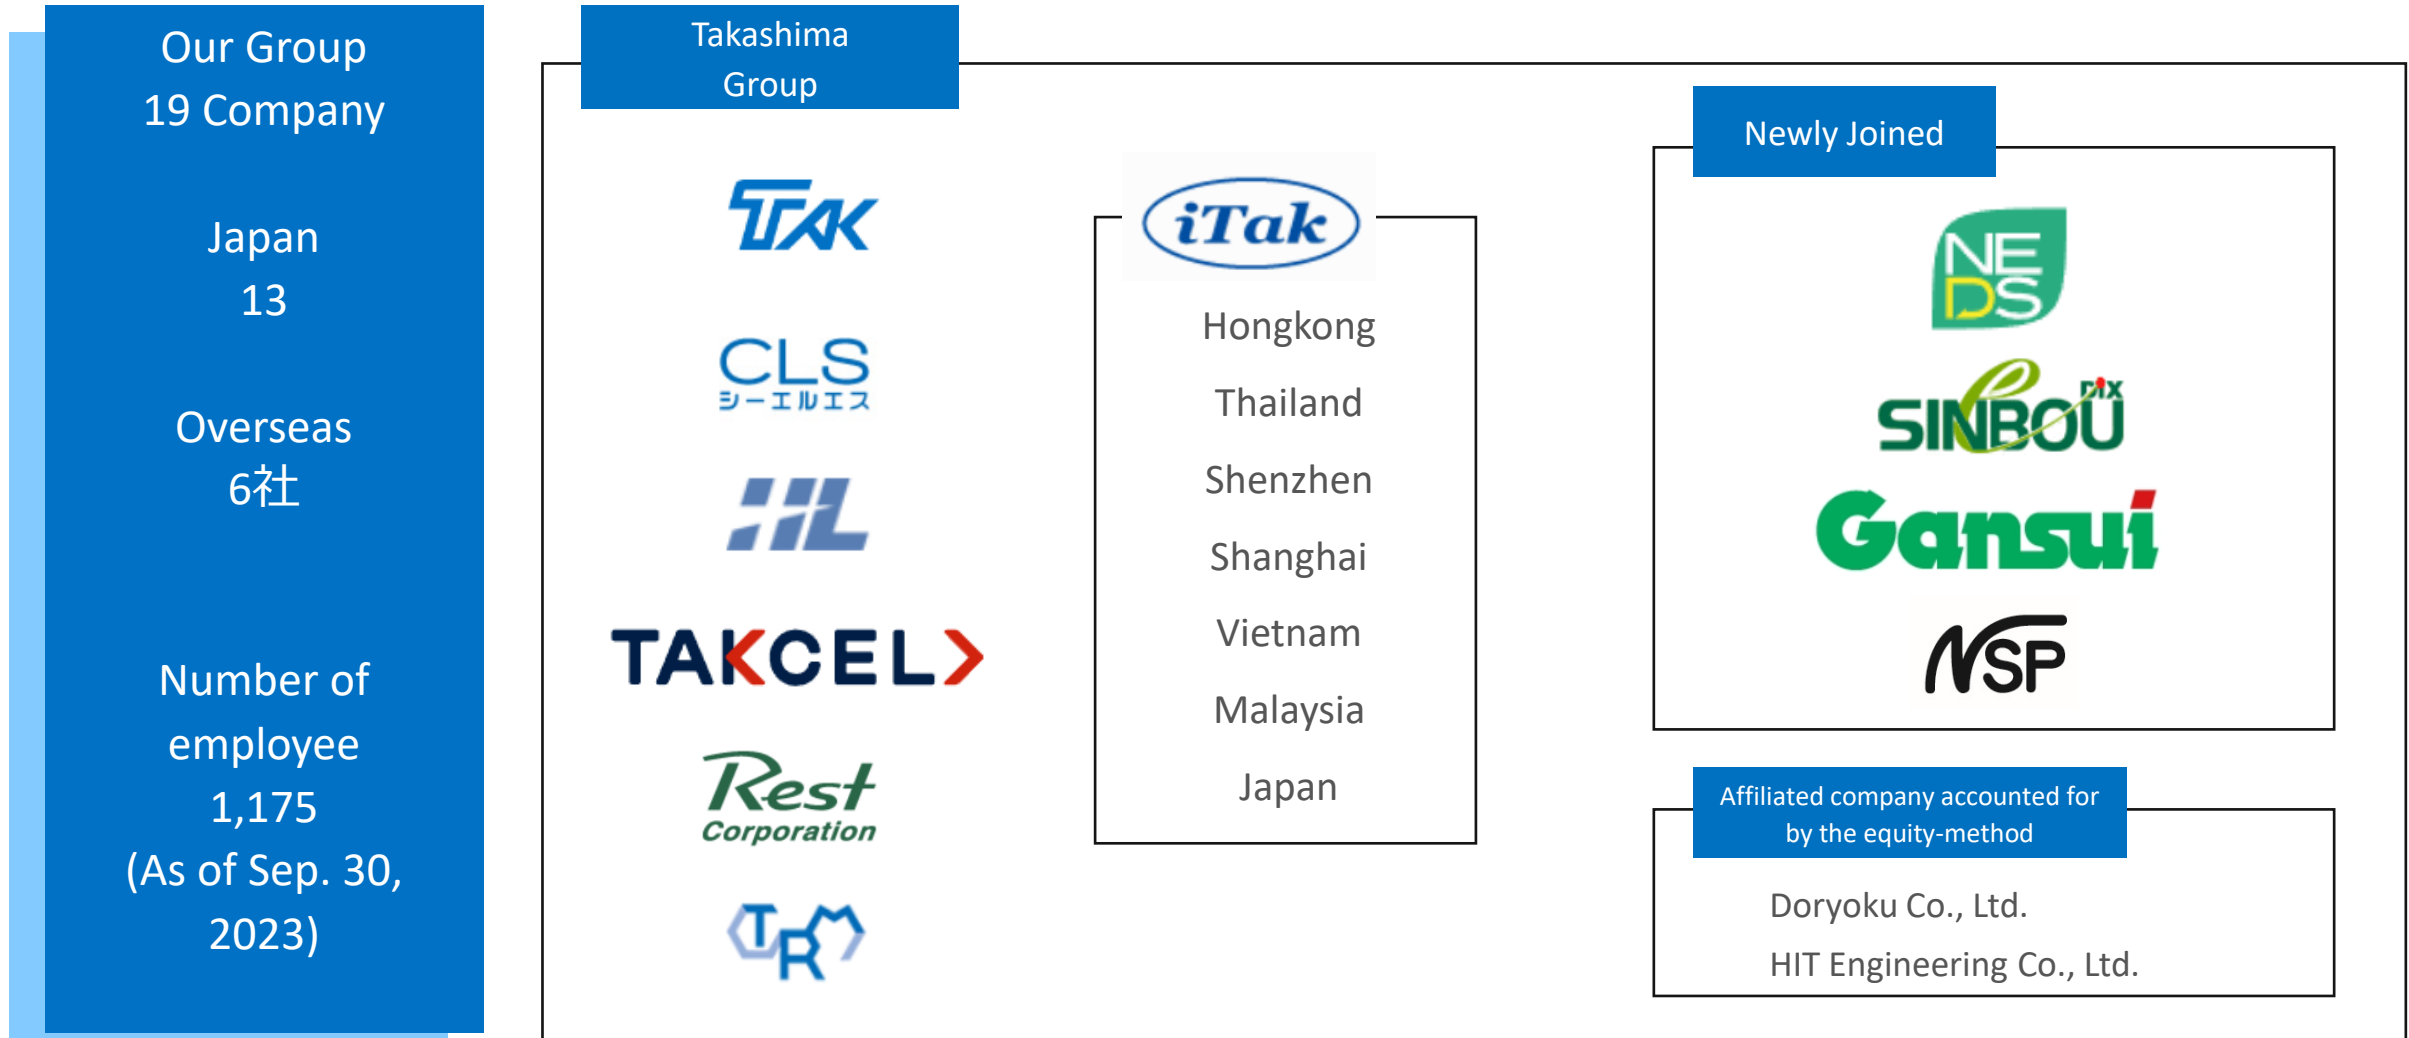 Our Group
19 Company
Japan
13
Overseas
6社
Number of
employee
1,175
(As of Sep. 30,
2023)
Takashima
Group
TAK
CLS
シーエルエス
HL
TAKCEL
Rest
Corporation
TRM
iTak
Hongkong
Thailand
Shenzhen
Shanghai
Vietnam
Malaysia
Japan
Newly Joined
NE
DS
SINBOU
rix
Gansui
NSP
Affiliated company accounted for
by the equity-method
Doryoku Co., Ltd.
HIT Engineering Co., Ltd.